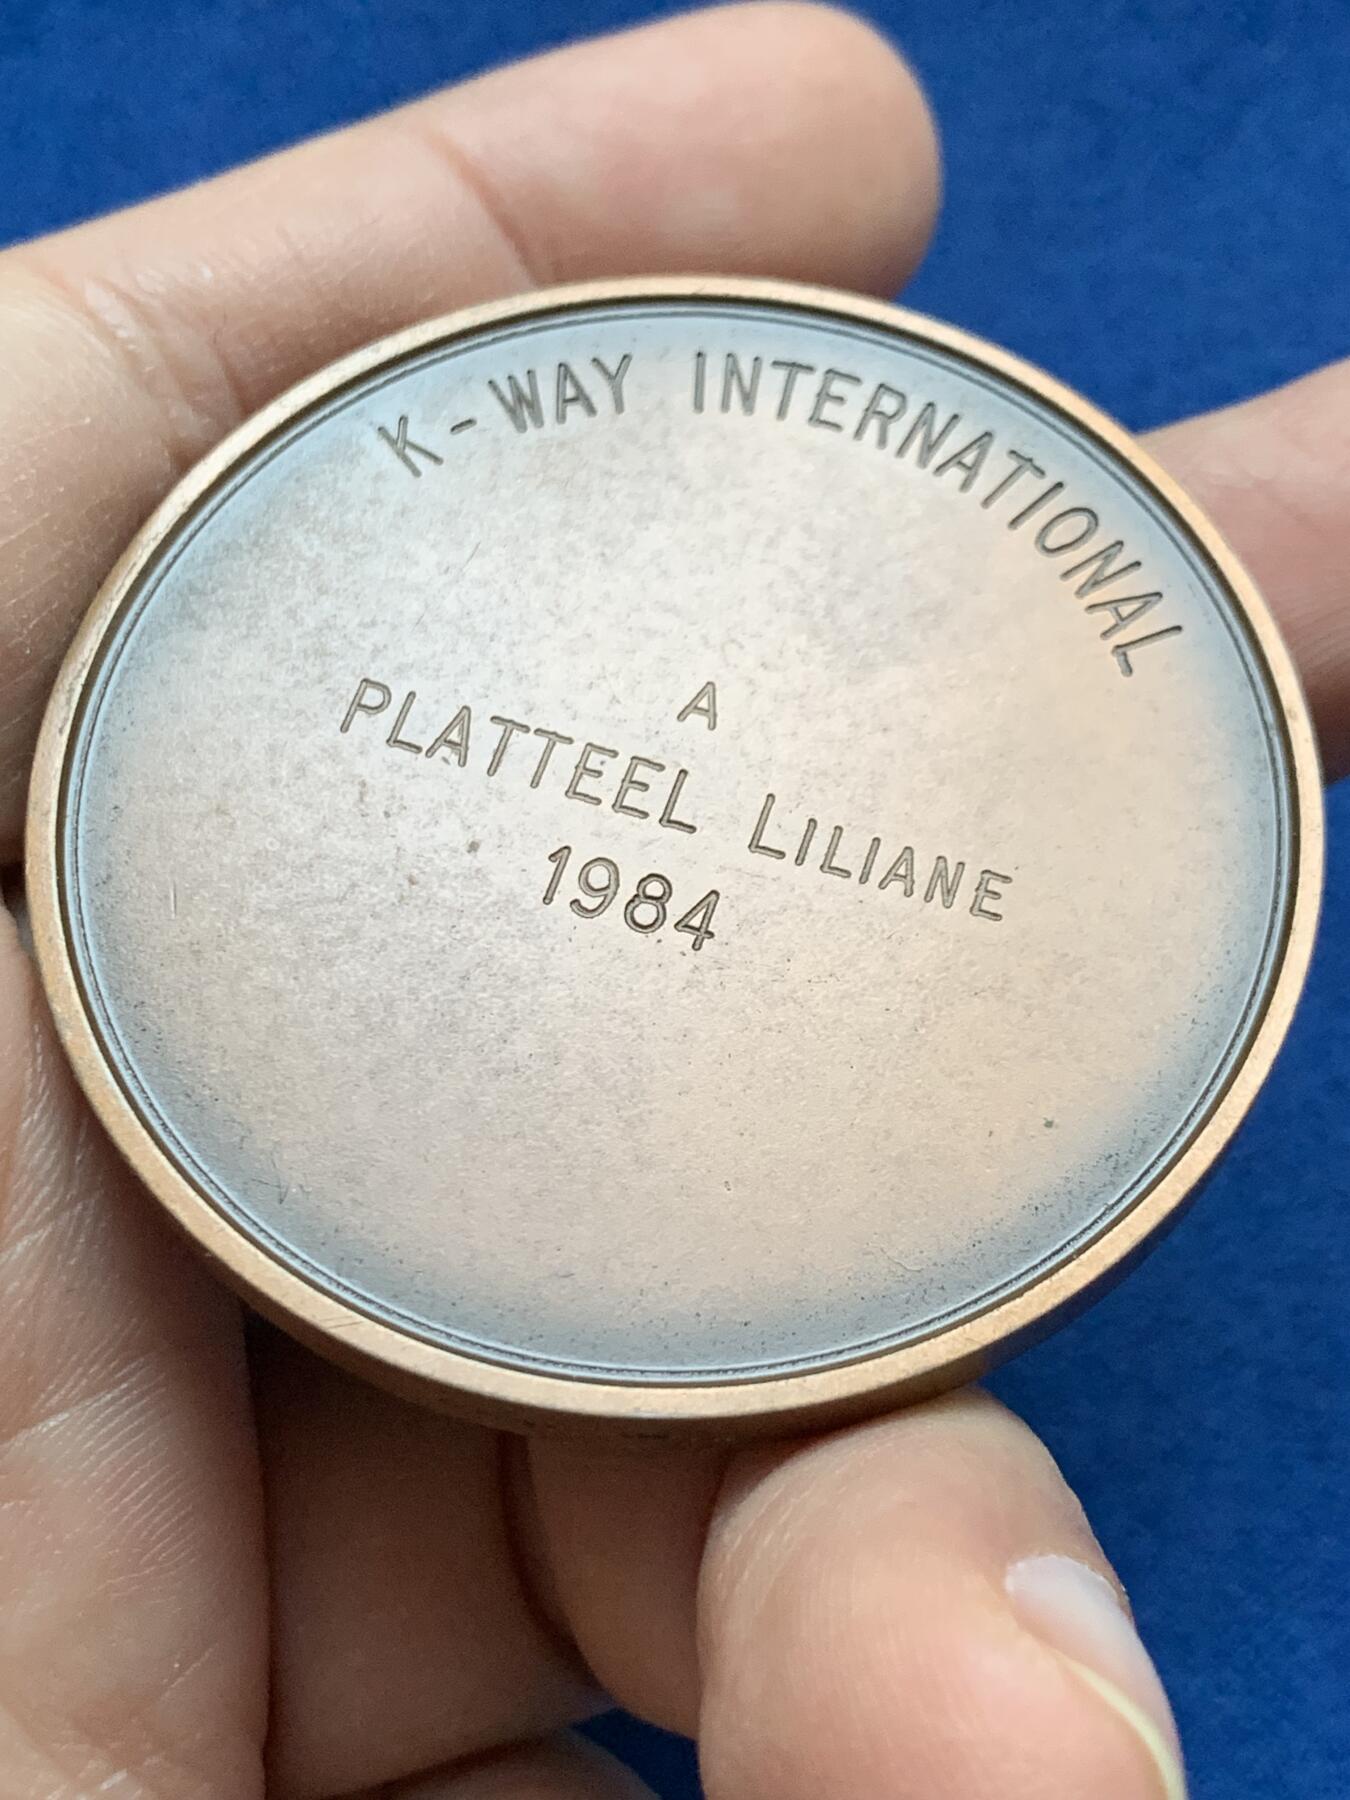 K-WAY INTERNATIONAL
A
PLATTEEL LILIANE
1984